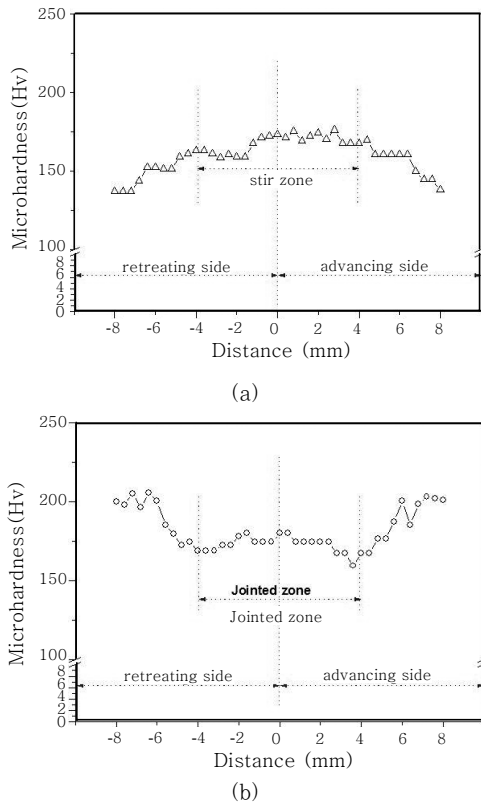 250
200
150
100
8
6
4
2
0
Microhardness(Hv)
stir zone
retreating side
advancing side
-8 -6 -4 -2 0 2 4 6 8
Distance (mm)
(a)
250
200
150
100
8
6
4
2
0
Microhardness(Hv)
Jointed zone
Jointed zone
retreating side
advancing side
-8 -6 -4 -2 0 2 4 6 8
Distance (mm)
(b)